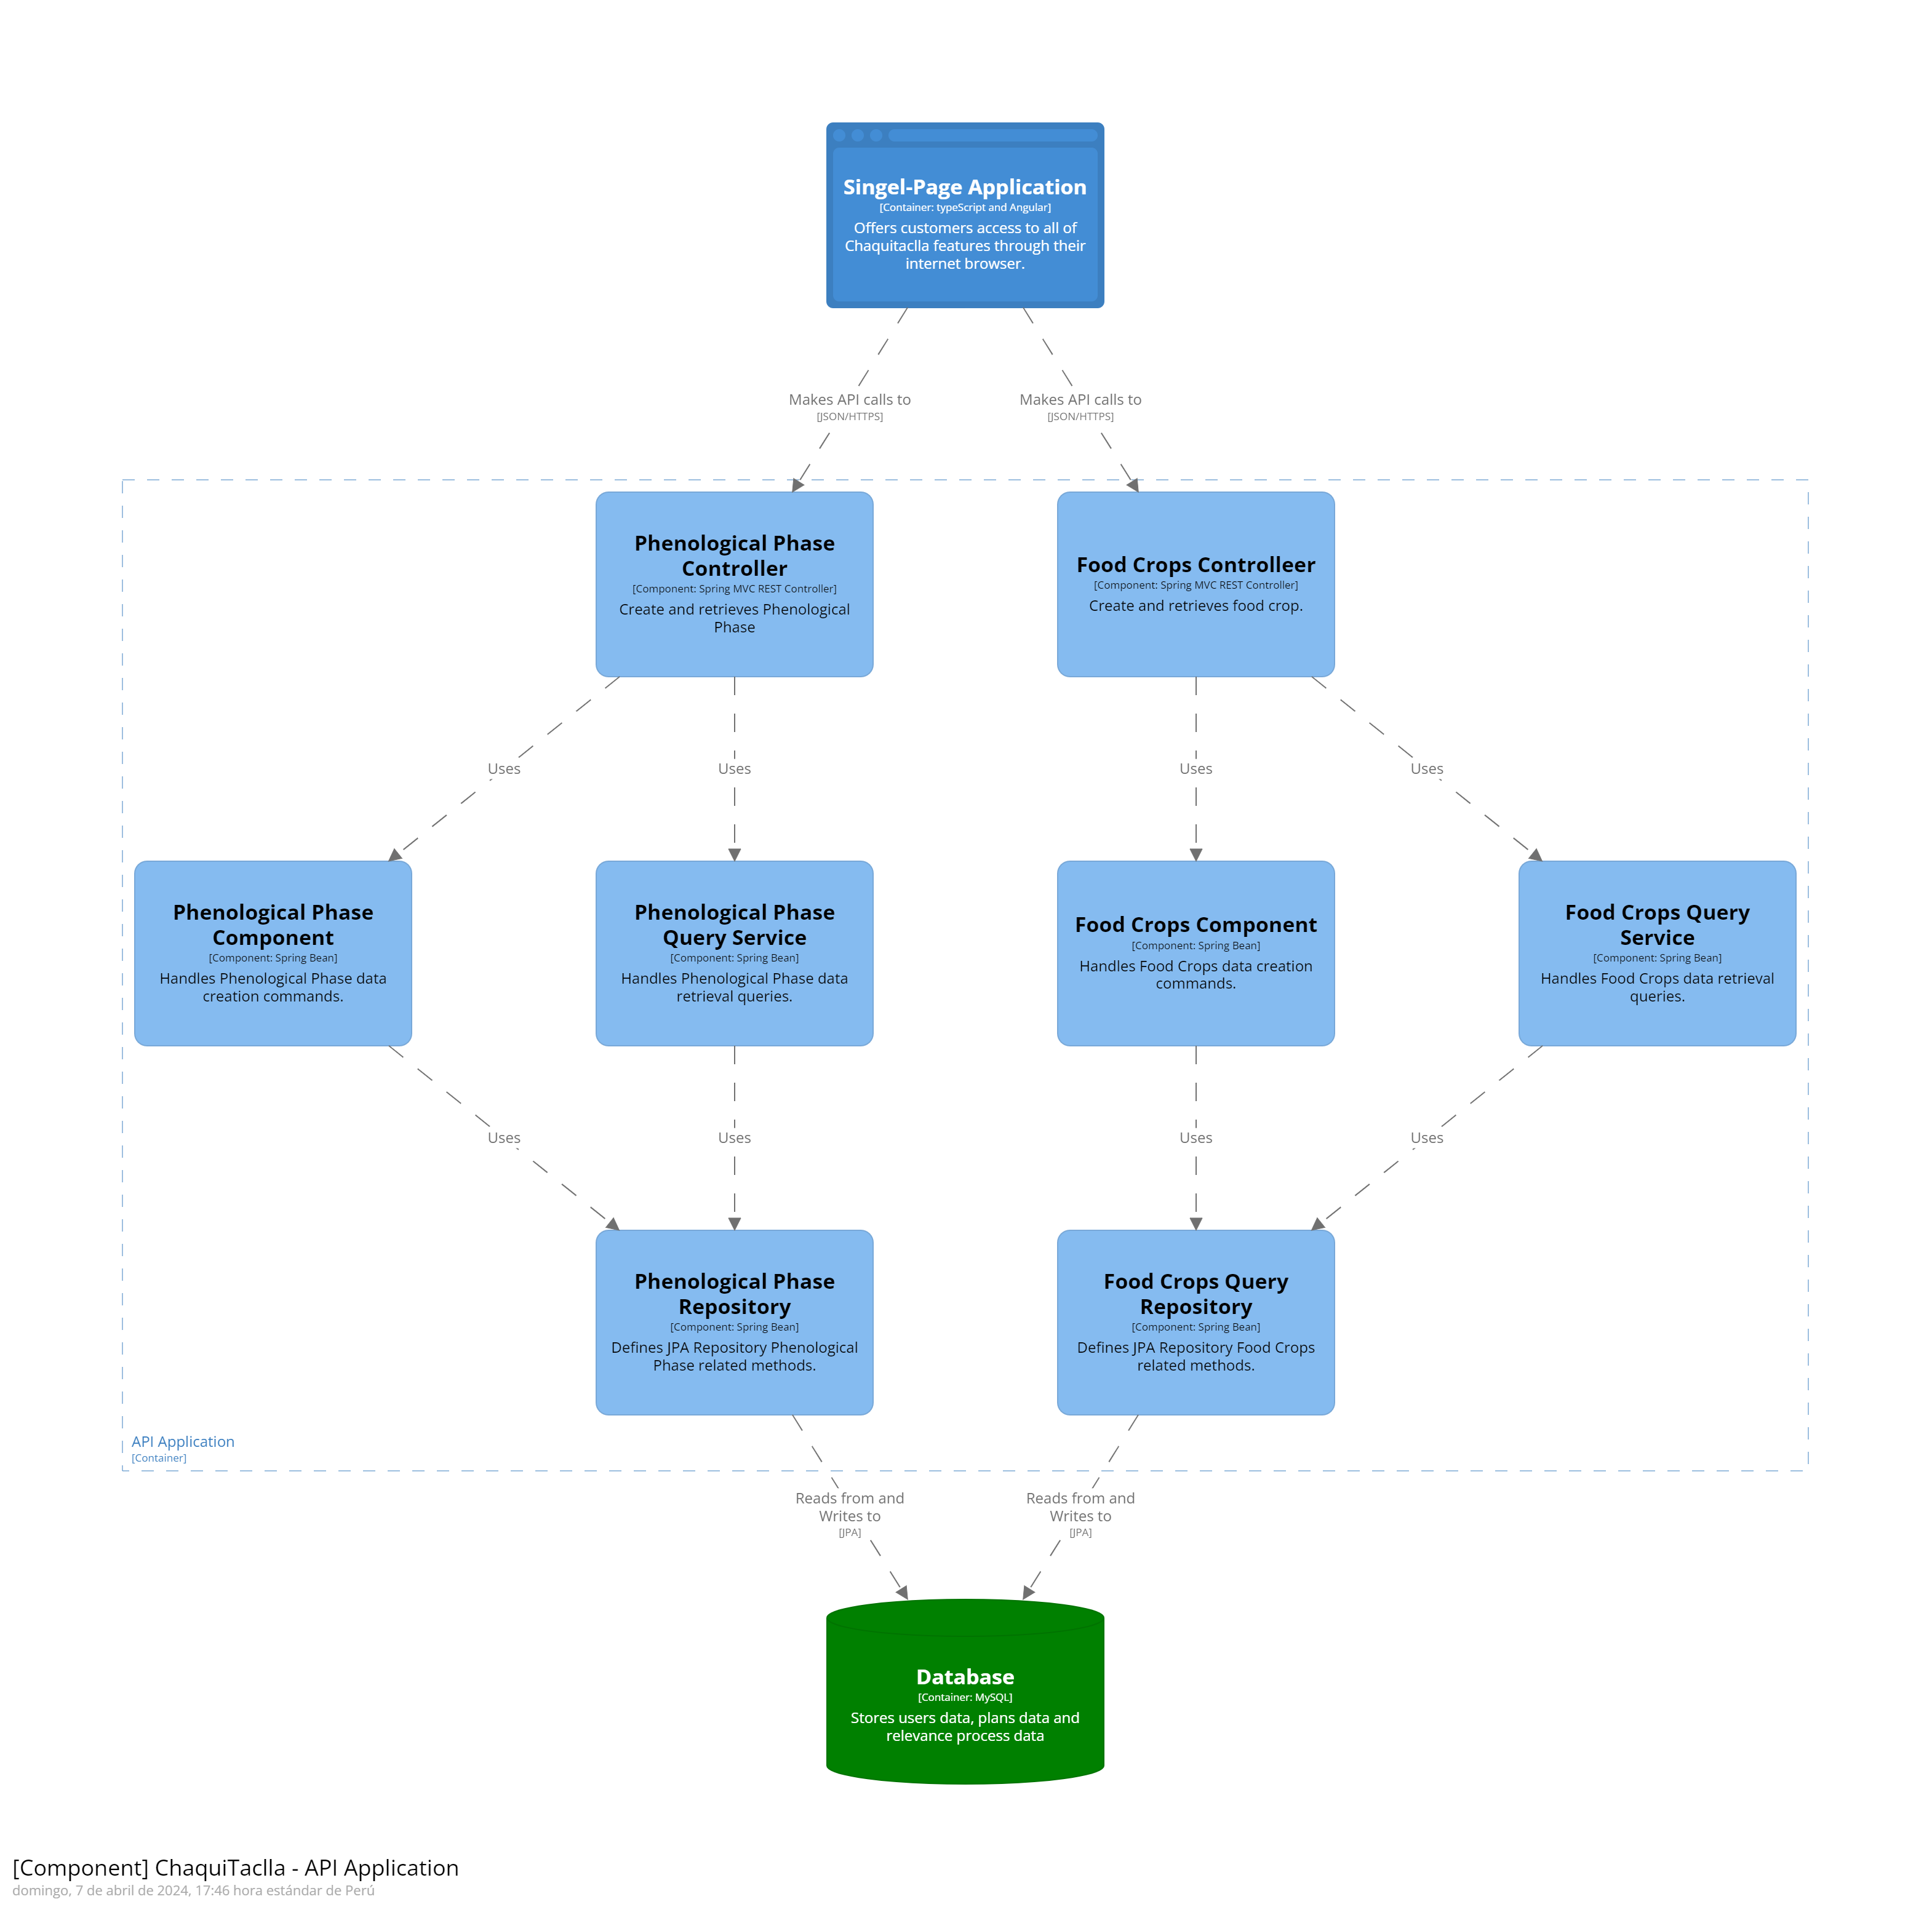 Singel-Page Application
[Container: typeScript and Angular]
Offers customers access to all of
Chaquitaclla features through their
internet browser.
Makes API calls to
[JSON/HTTPS]
Makes API calls to
[JSON/HTTPS]
Phenological Phase
Controller
[Component: Spring MVC REST Controller]
Create and retrieves Phenological
Phase
Food Crops Controlleer
[Component: Spring MVC REST Controller]
Create and retrieves food crop.
Uses
Uses
Uses
Uses
Phenological Phase
Component
[Component: Spring Bean]
Handles Phenological Phase data
creation commands.
Phenological Phase
Query Service
[Component: Spring Bean]
Handles Phenological Phase data
retrieval queries.
Food Crops Component
[Component: Spring Bean]
Handles Food Crops data creation
commands.
Food Crops Query
Service
[Component: Spring Bean]
Handles Food Crops data retrieval
queries.
Uses
Uses
Uses
Uses
Phenological Phase
Repository
[Component: Spring Bean]
Defines JPA Repository Phenological
Phase related methods.
Food Crops Query
Repository
[Component: Spring Bean]
Defines JPA Repository Food Crops
related methods.
API Application
[Container]
Reads from and
Writes to
[JPA]
Reads from and
Writes to
[JPA]
Database
[Container: MySQL]
Stores users data, plans data and
relevance process data
[Component] ChaquiTaclla - API Application
domingo, 7 de abril de 2024, 17:46 hora estándar de Perú